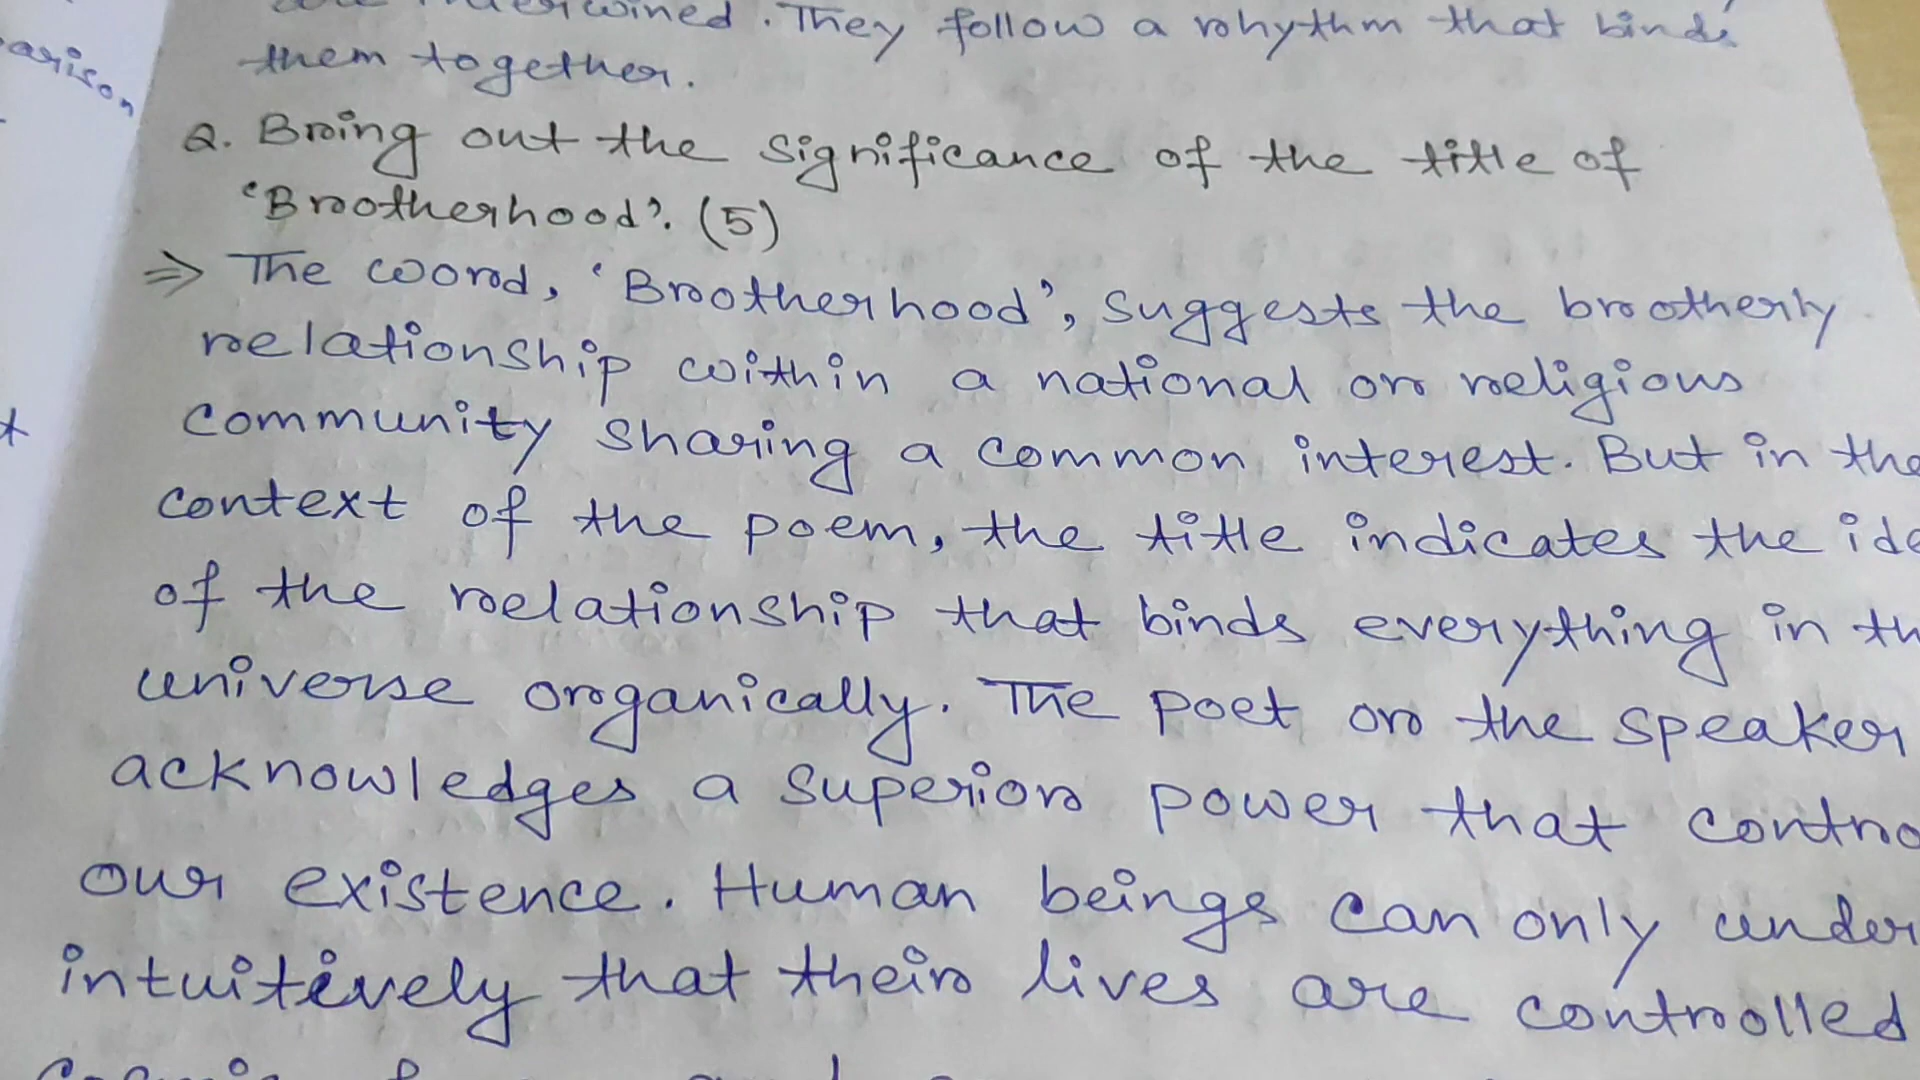 arison
intertwined. They follow a rhythm that binds
them together.
Q. Bring out the significance of the title of
'Brotherhood'. (5)
⇒ The word, 'Brotherhood', suggests the brotherly
relationship within a national or religious
community sharing a common interest. But in the
context of the poem, the title indicates the ide
of the relationship that binds everything in th
universe organically. The poet or the speaker
acknowledges a superior power that contro
our existence. Human beings can only under
intuitively that their lives are controlled